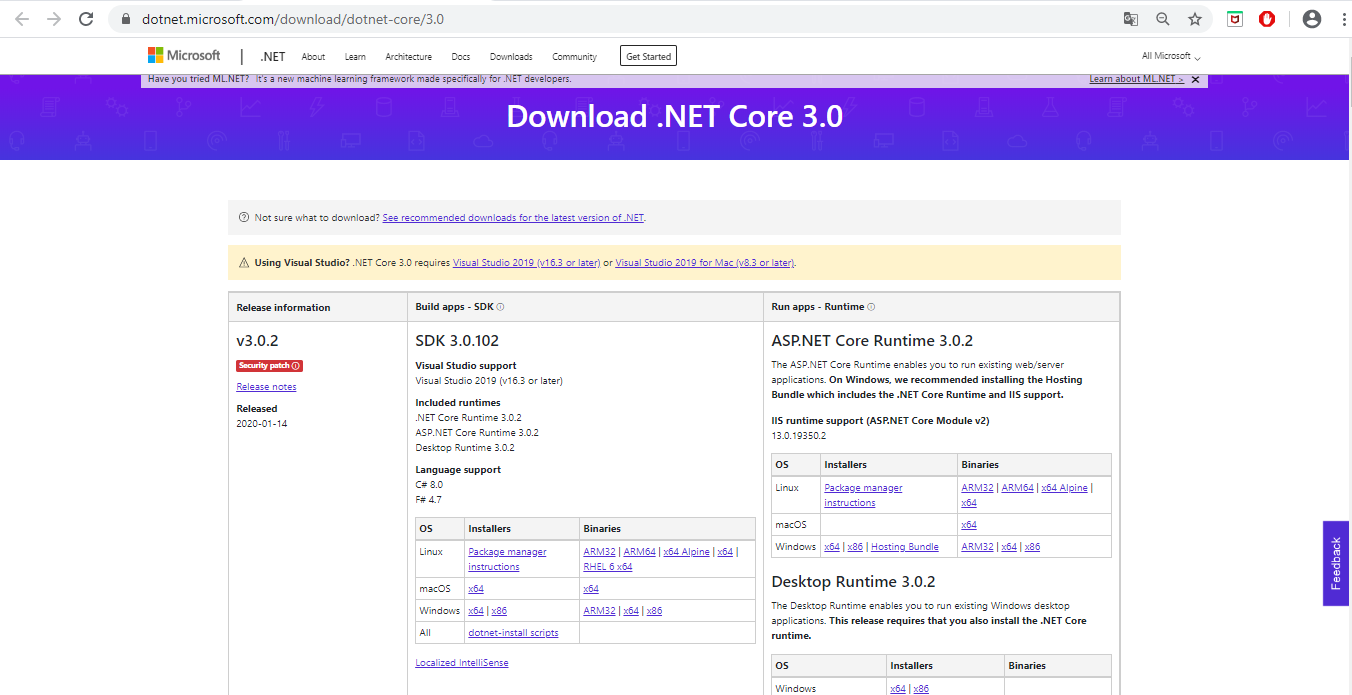 dotnet.microsoft.com/download/dotnet-core/3.0
Microsoft | .NET About Learn Architecture Docs Downloads Community Get Started All Microsoft
Have you tried ML.NET? It's a new machine learning framework made specifically for .NET developers. Learn about ML.NET >
Download .NET Core 3.0
Not sure what to download? See recommended downloads for the latest version of .NET.
Using Visual Studio? .NET Core 3.0 requires Visual Studio 2019 (v16.3 or later) or Visual Studio 2019 for Mac (v8.3 or later).
Release information
v3.0.2
Security patch
Release notes
Released
2020-01-14
Build apps - SDK
SDK 3.0.102
Visual Studio support
Visual Studio 2019 (v16.3 or later)
Included runtimes
.NET Core Runtime 3.0.2
ASP.NET Core Runtime 3.0.2
Desktop Runtime 3.0.2
Language support
C# 8.0
F# 4.7
OS Installers Binaries
Linux Package manager instructions ARM32 | ARM64 | x64 Alpine | x64 | RHEL 6 x64
macOS x64 x64
Windows x64 | x86 ARM32 | x64 | x86
All dotnet-install scripts
Localized IntelliSense
Run apps - Runtime
ASP.NET Core Runtime 3.0.2
The ASP.NET Core Runtime enables you to run existing web/server
applications. On Windows, we recommended installing the Hosting
Bundle which includes the .NET Core Runtime and IIS support.
IIS runtime support (ASP.NET Core Module v2)
13.0.19350.2
OS Installers Binaries
Linux Package manager instructions ARM32 | ARM64 | x64 Alpine | x64
macOS x64
Windows x64 | x86 | Hosting Bundle ARM32 | x64 | x86
Desktop Runtime 3.0.2
The Desktop Runtime enables you to run existing Windows desktop
applications. This release requires that you also install the .NET Core
runtime.
OS Installers Binaries
Windows x64 | x86
Feedback